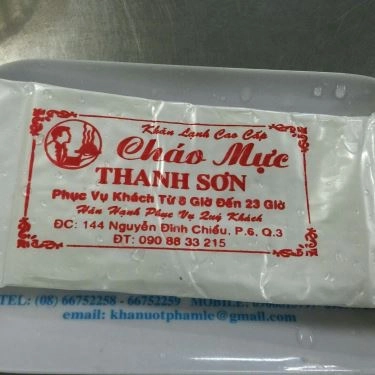 Khăn Lạnh Cao Cấp
Cháo Mực
THANH SƠN
Phục Vụ Khách Từ 8 Giờ Đến 23 Giờ
Hân Hạnh Phục Vụ Quý Khách
ĐC: 144 Nguyễn Đình Chiểu, P.6, Q.3
ĐT: 090 88 33 215
TEL: (08) 66752258 - 66752259 MOBILE:
email: khanuotphamle@gmail.com